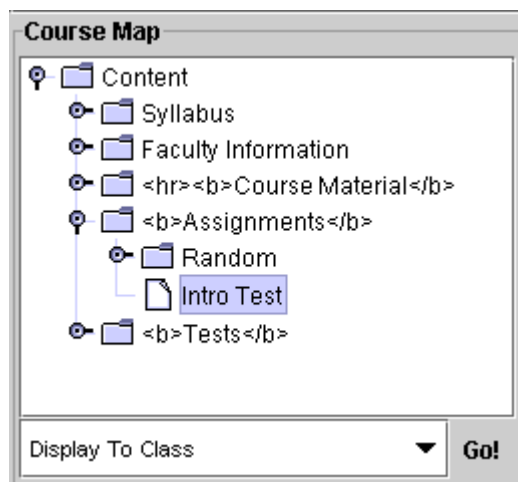 Course Map
Content
Syllabus
Faculty Information
<hr><b>Course Material</b>
<b>Assignments</b>
Random
Intro Test
<b>Tests</b>
Display To Class Go!